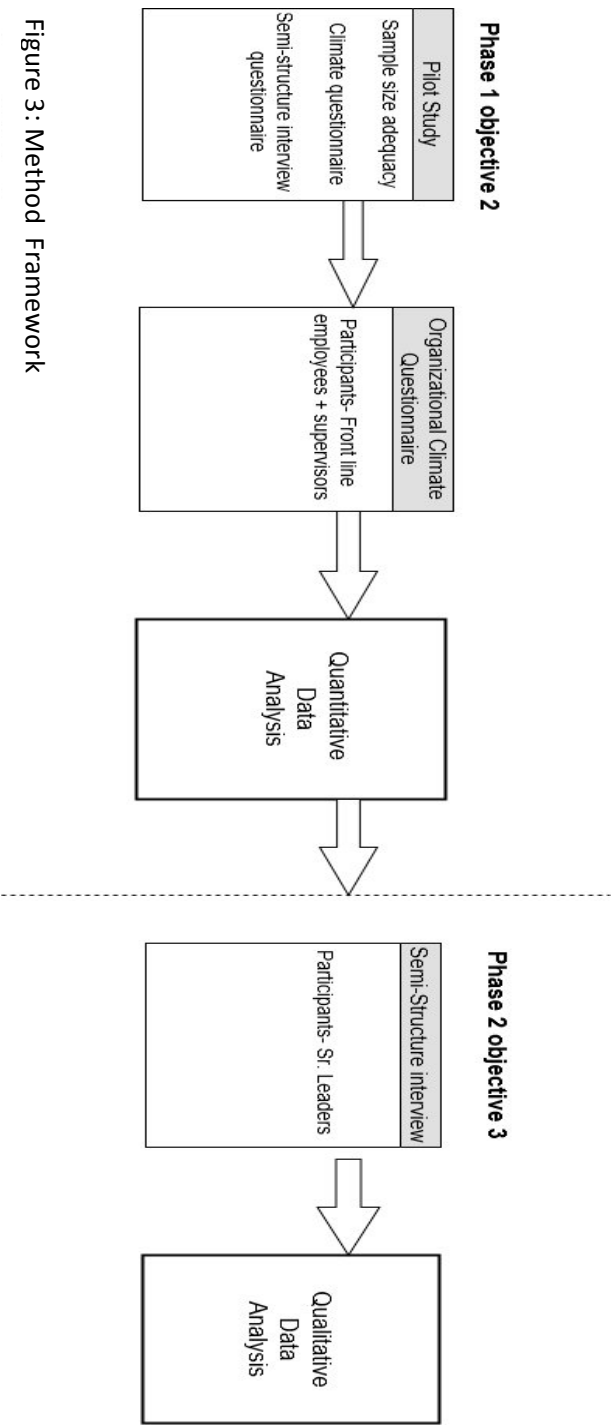 Phase 1 objective 2
Pilot Study
Sample size adequacy
Climate questionnaire
Semi-structure interview
questionnaire
Organizational Climate
Questionnaire
Participants- Front line
employees + supervisors
Quantitative
Data
Analysis
Phase 2 objective 3
Semi-Structure interview
Participants- Sr. Leaders
Qualitative
Data
Analysis
Figure 3: Method Framework